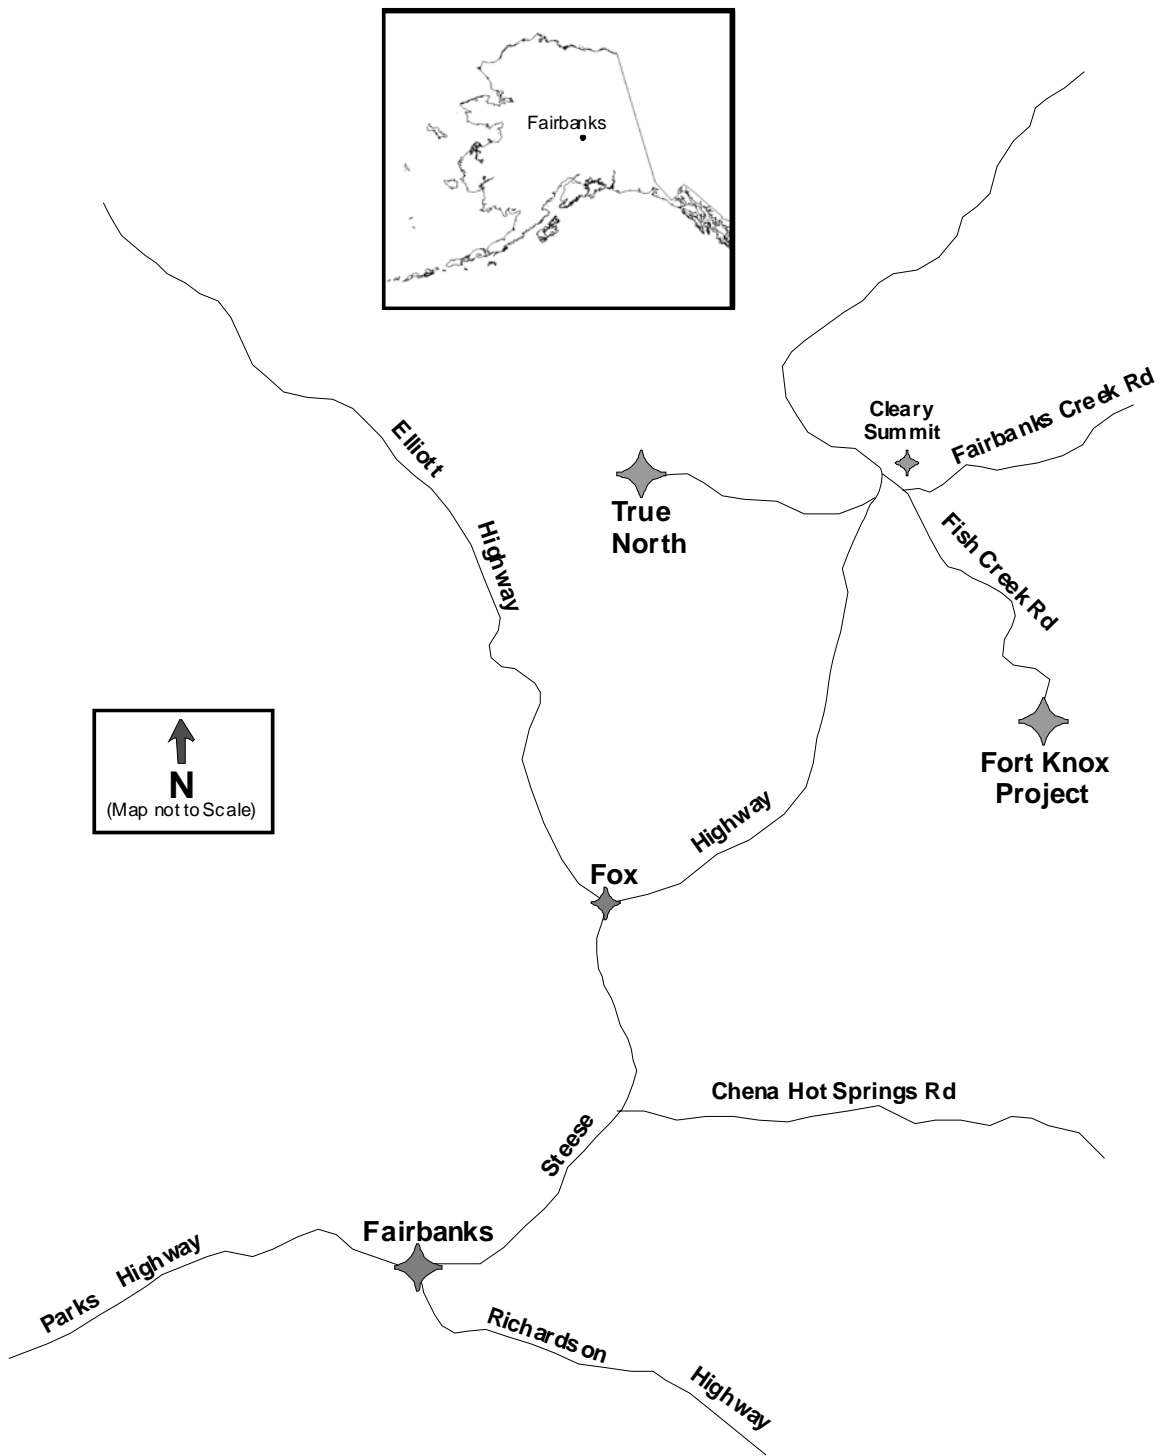 Fairbanks
Cleary
Summit
Fairbanks Creek Rd
Elliott
Highway
True
North
Fish Creek Rd
N
(Map not to Scale)
Fort Knox
Project
Highway
Fox
Chena Hot Springs Rd
Steese
Fairbanks
Parks Highway
Richardson
Highway